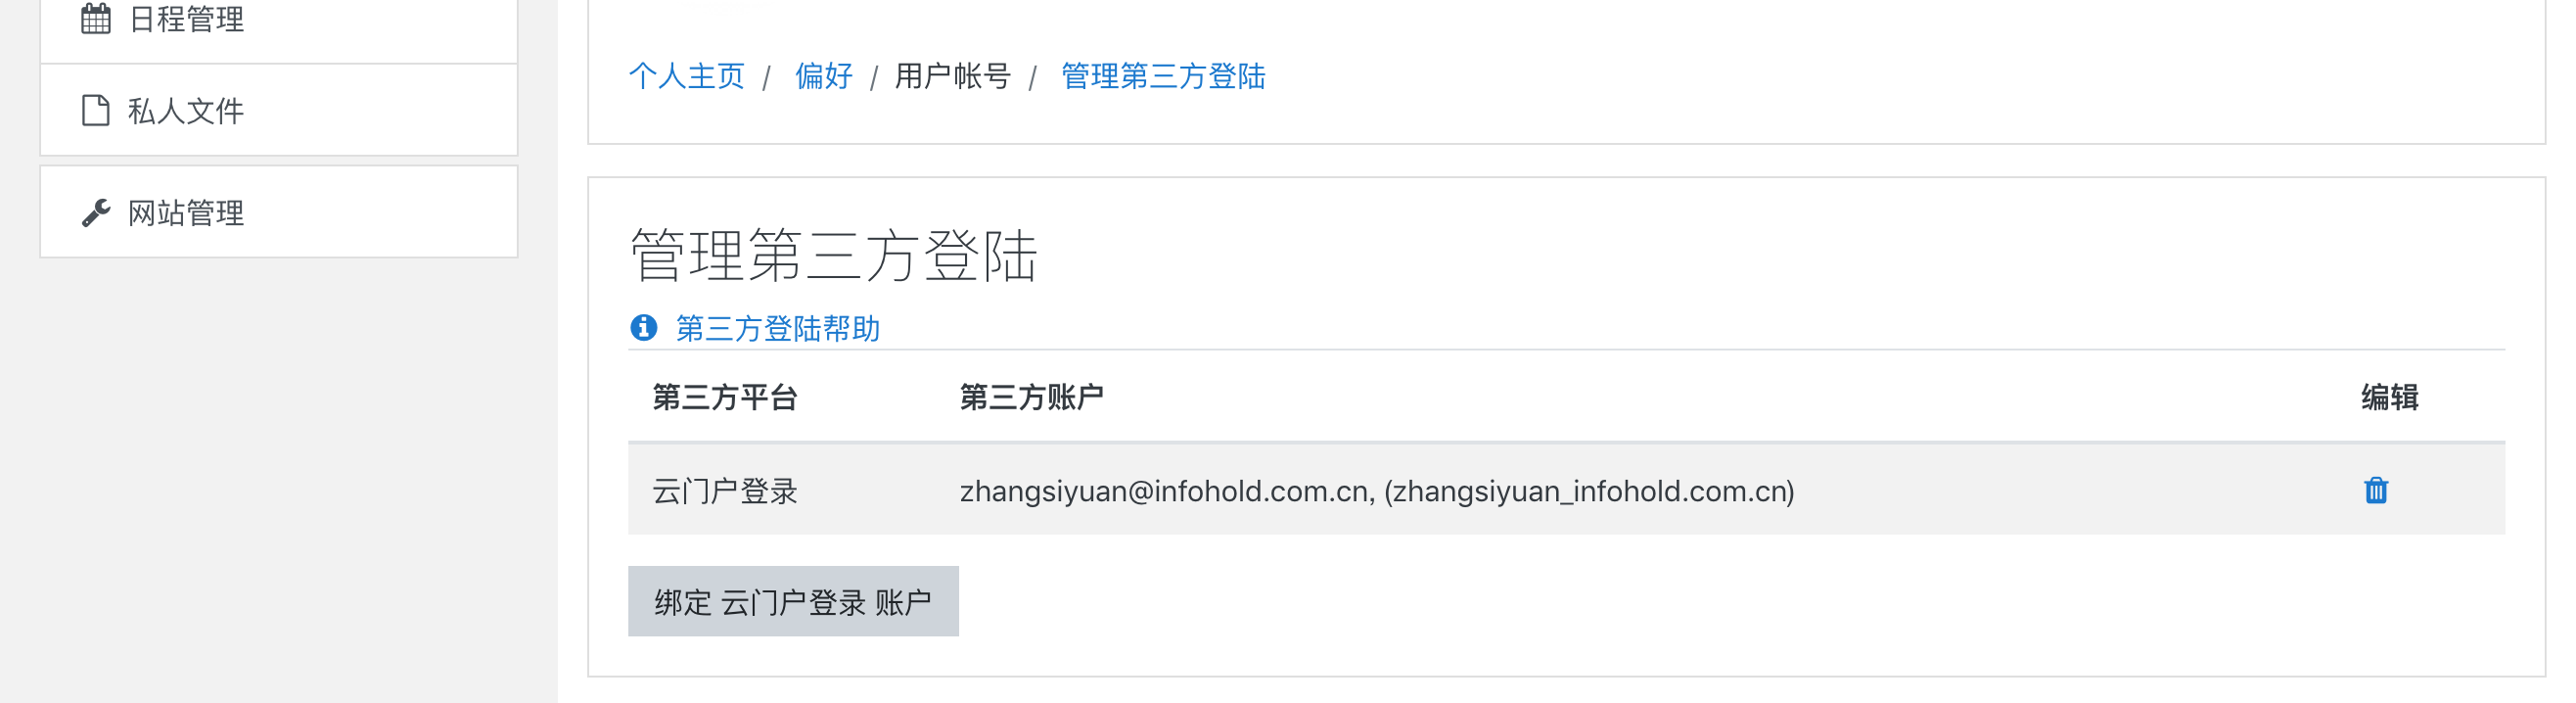 日程管理
私人文件
网站管理
个人主页 / 偏好 / 用户帐号 / 管理第三方登陆
管理第三方登陆
第三方登陆帮助
第三方平台 第三方账户 编辑
云门户登录 zhangsiyuan@infohold.com.cn, (zhangsiyuan_infohold.com.cn)
绑定 云门户登录 账户